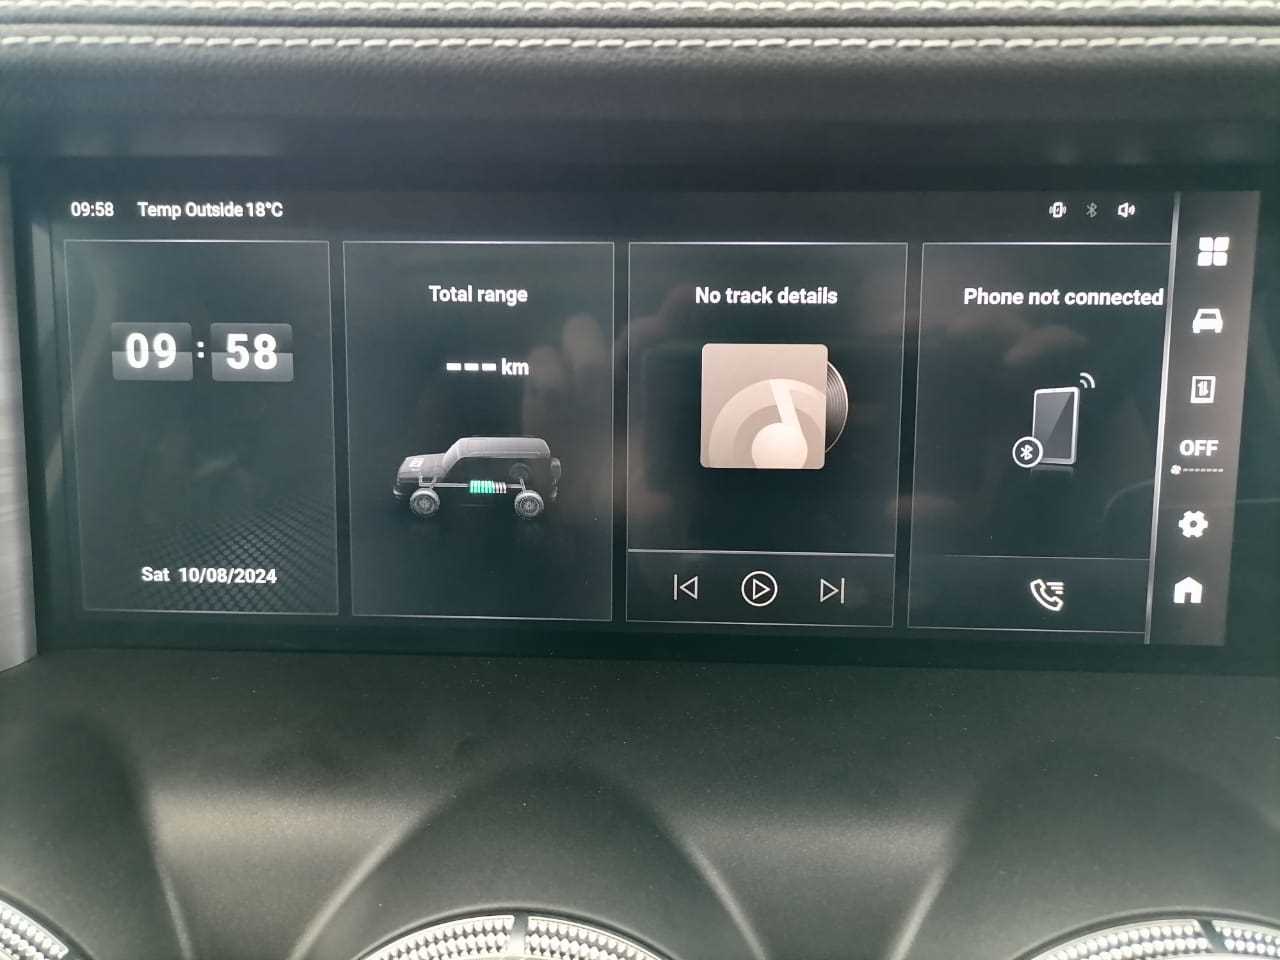 09:58 Temp Outside 18°C
09:58
Sat 10/08/2024
Total range
--- km
No track details
Phone not connected
OFF